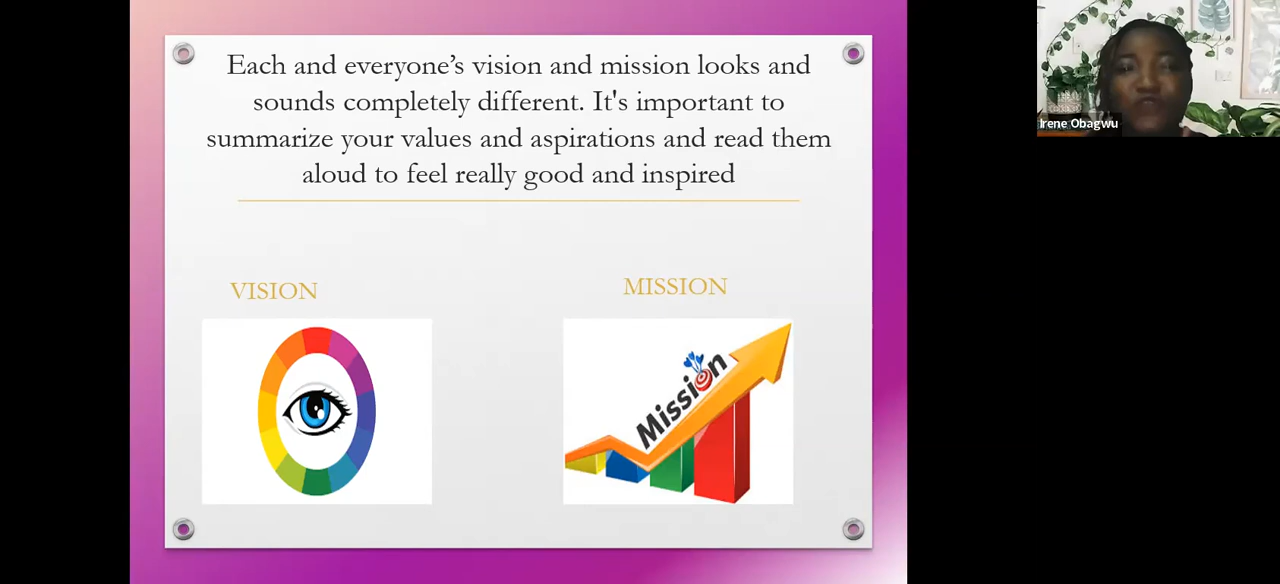 Each and everyone’s vision and mission looks and
sounds completely different. It's important to
summarize your values and aspirations and read them
aloud to feel really good and inspired
VISION
MISSION
Mission
Irene Obagwu